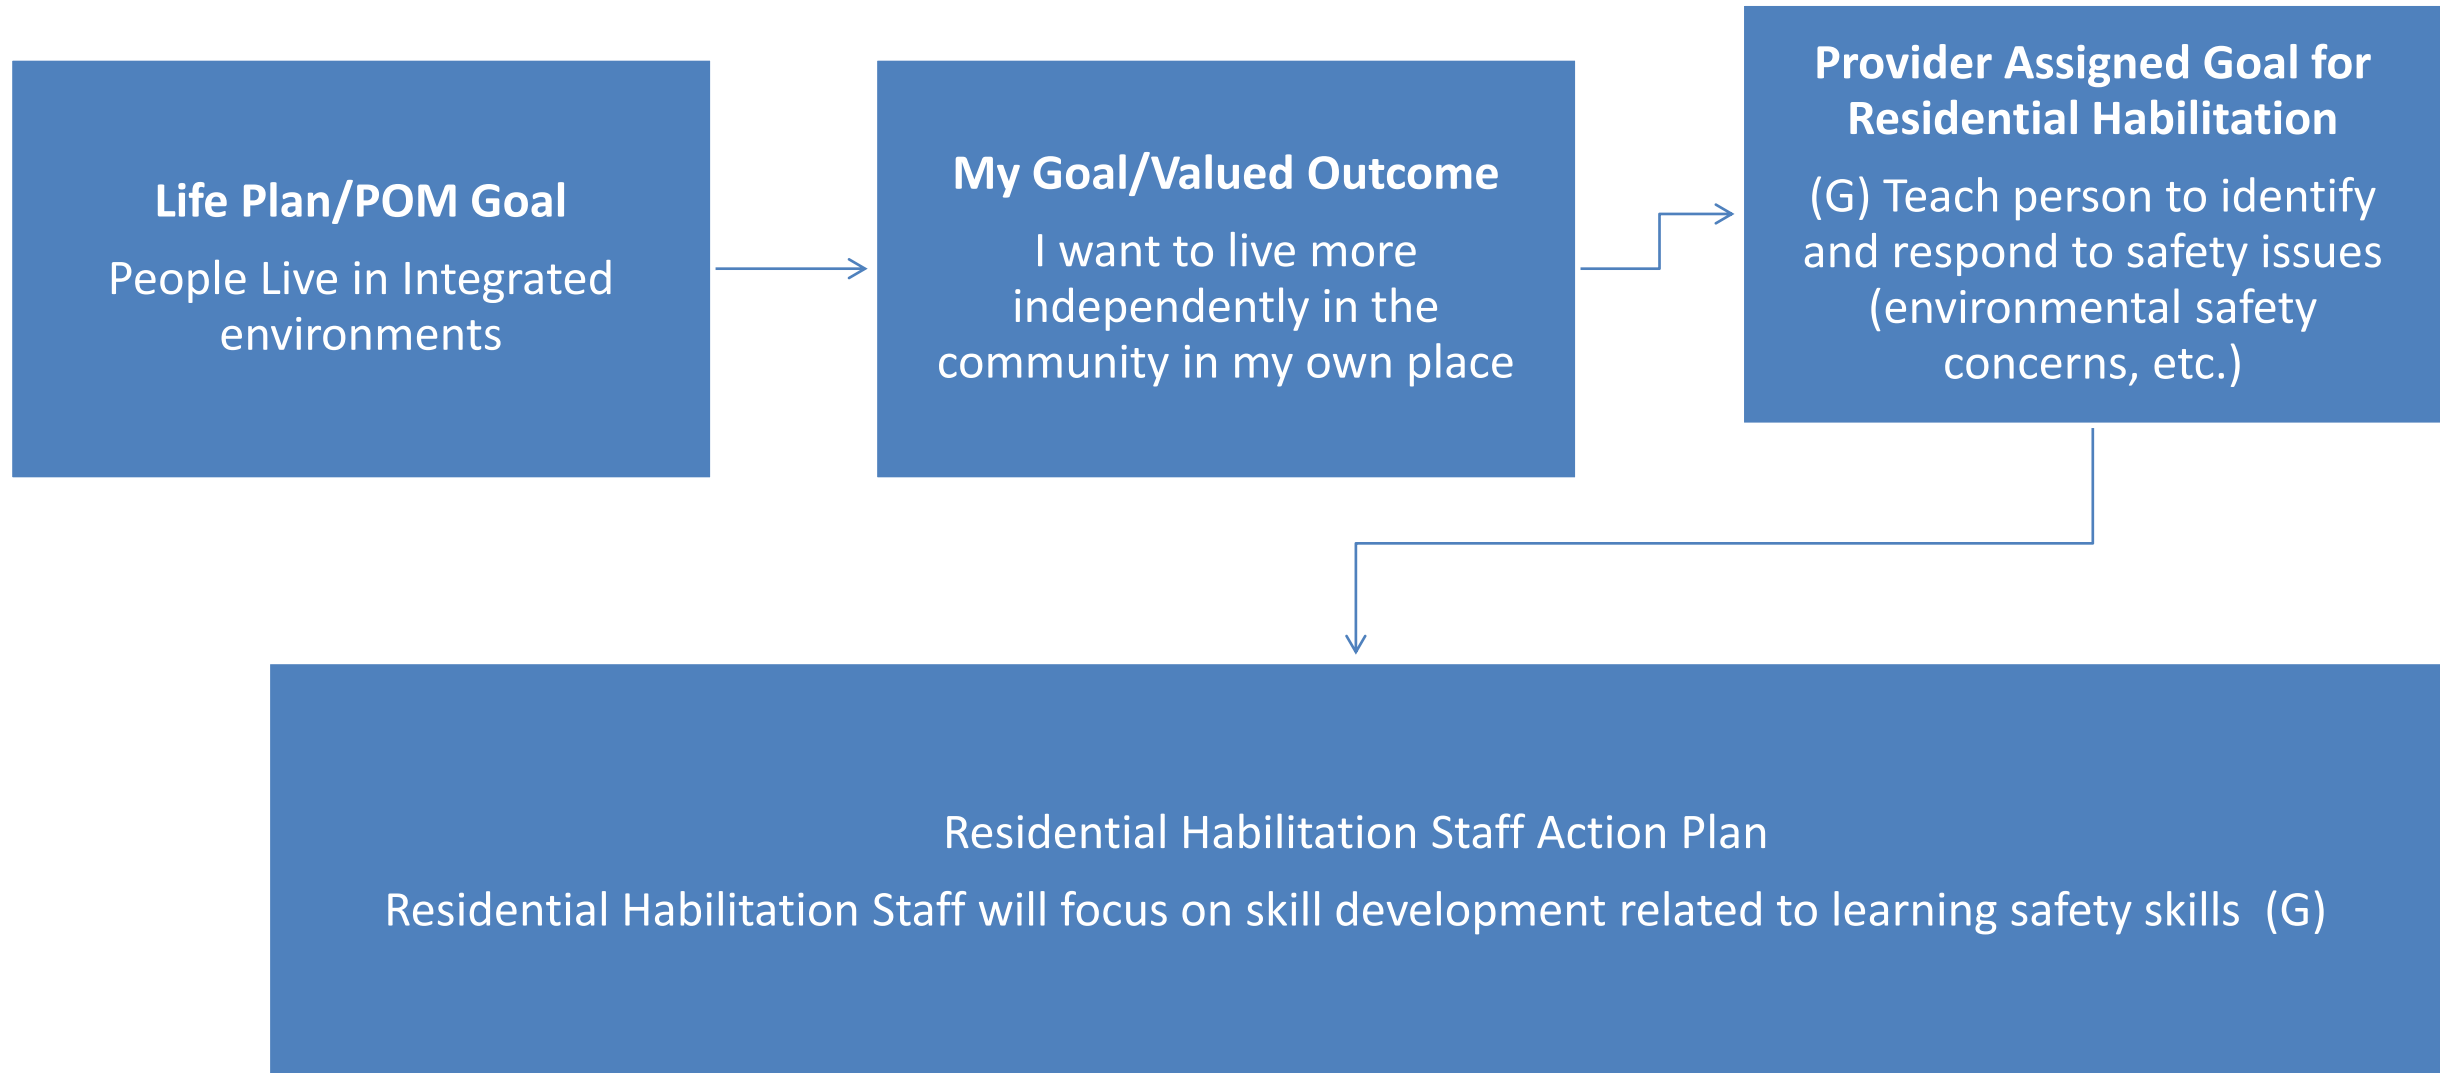 Life Plan/POM Goal
People Live in Integrated
environments
My Goal/Valued Outcome
I want to live more
independently in the
community in my own place
Provider Assigned Goal for
Residential Habilitation
(G) Teach person to identify
and respond to safety issues
(environmental safety
concerns, etc.)
Residential Habilitation Staff Action Plan
Residential Habilitation Staff will focus on skill development related to learning safety skills  (G)